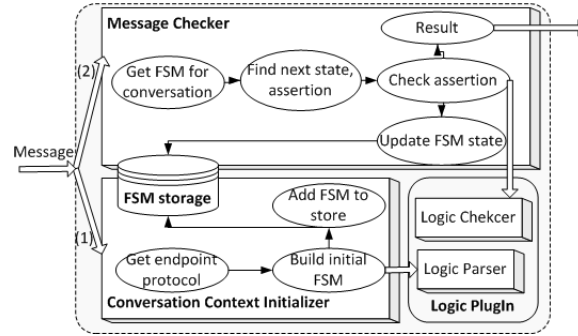 Message Checker
Result
(2)
Get FSM for
conversation
Find next state,
assertion
Check assertion
Message
Update FSM state
FSM storage
Add FSM to
store
Logic Chekcer
(1)
Get endpoint
protocol
Build initial
FSM
Logic Parser
Conversation Context Initializer
Logic PlugIn